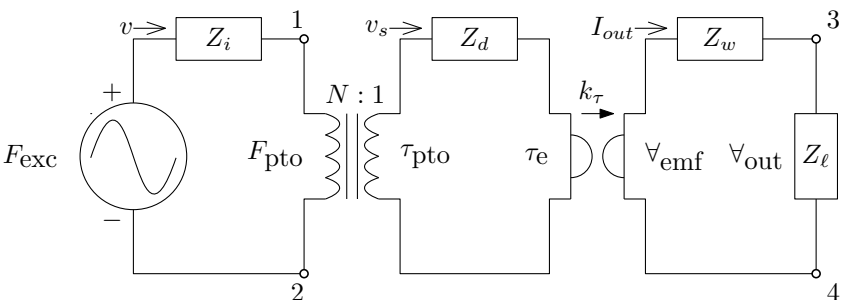 v 1 v_s I_out 3
Z_i Z_d Z_w
+ N : 1 k_τ
F_exc F_pto τ_pto τ_e ∀_emf ∀_out Z_ℓ
−
2 4